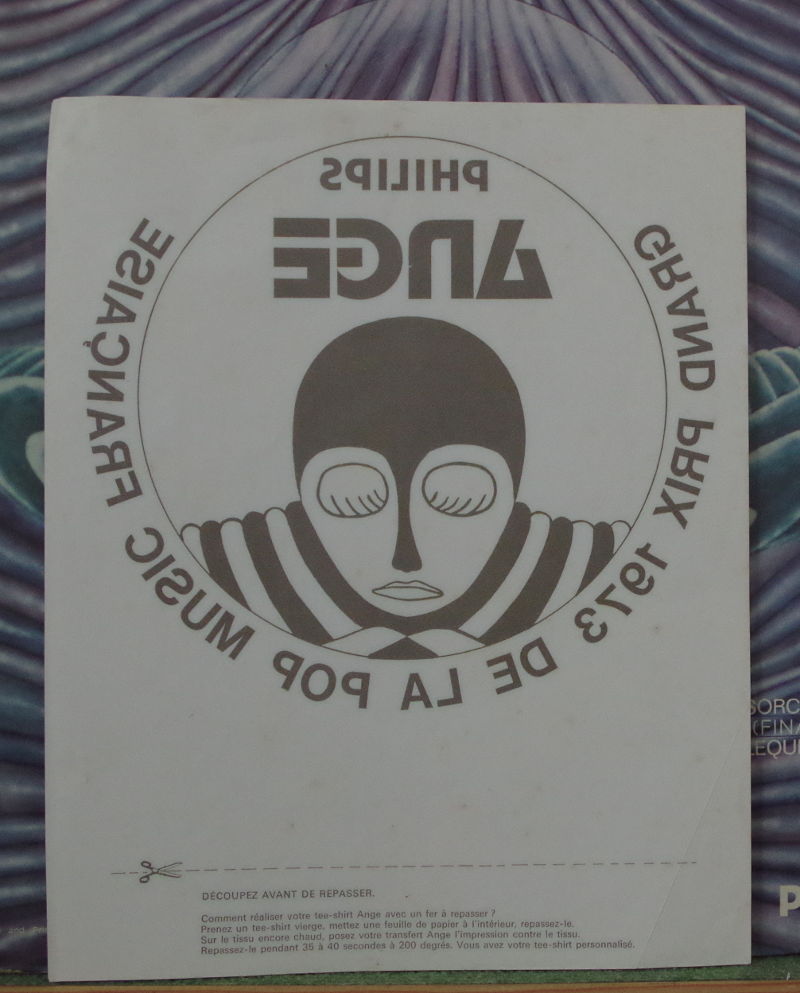 PHILIPS
ANGE
GRAND PRIX 1973 DE LA POP MUSIC FRANÇAISE
DÉCOUPEZ AVANT DE REPASSER.
Comment réaliser votre tee-shirt Ange avec un fer à repasser ?
Prenez un tee-shirt vierge, mettez une feuille de papier à l'intérieur, repassez-le.
Sur le tissu encore chaud, posez votre transfert Ange l'impression contre le tissu.
Repassez-le pendant 35 à 40 secondes à 200 degrés. Vous avez votre tee-shirt personnalisé.